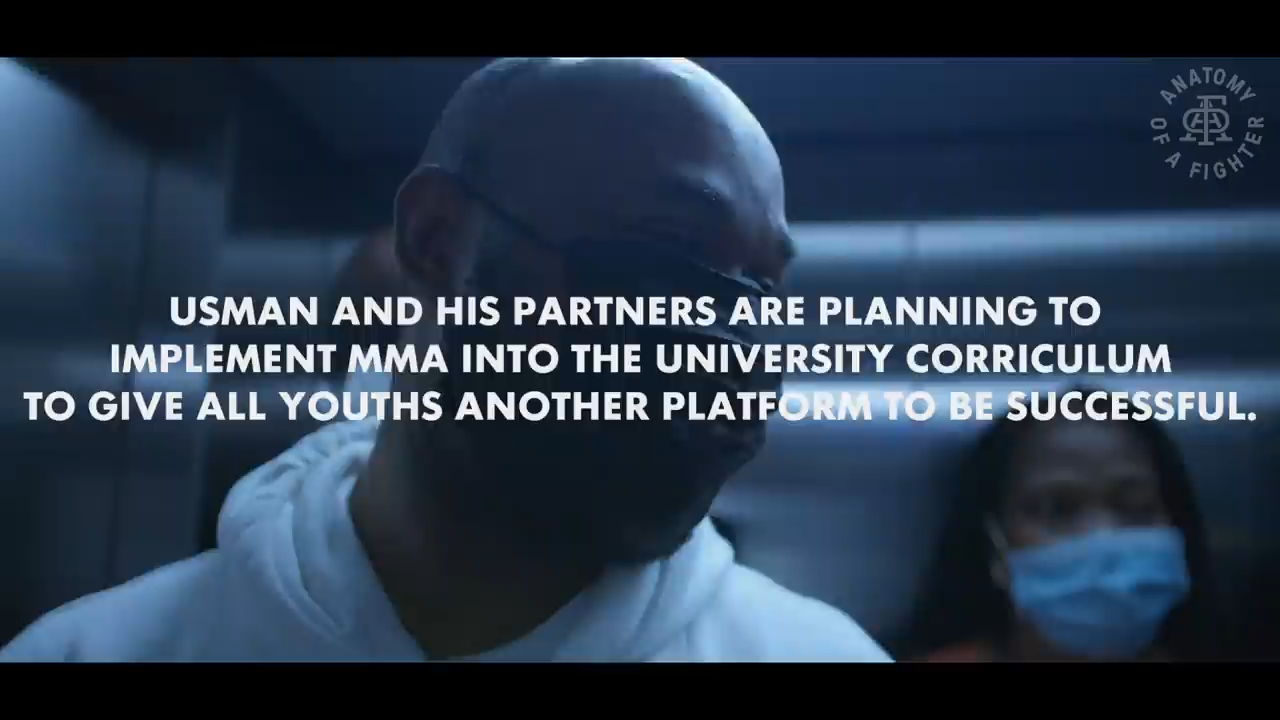 ANATOMY
OF A FIGHTER
USMAN AND HIS PARTNERS ARE PLANNING TO
IMPLEMENT MMA INTO THE UNIVERSITY CORRICULUM
TO GIVE ALL YOUTHS ANOTHER PLATFORM TO BE SUCCESSFUL.